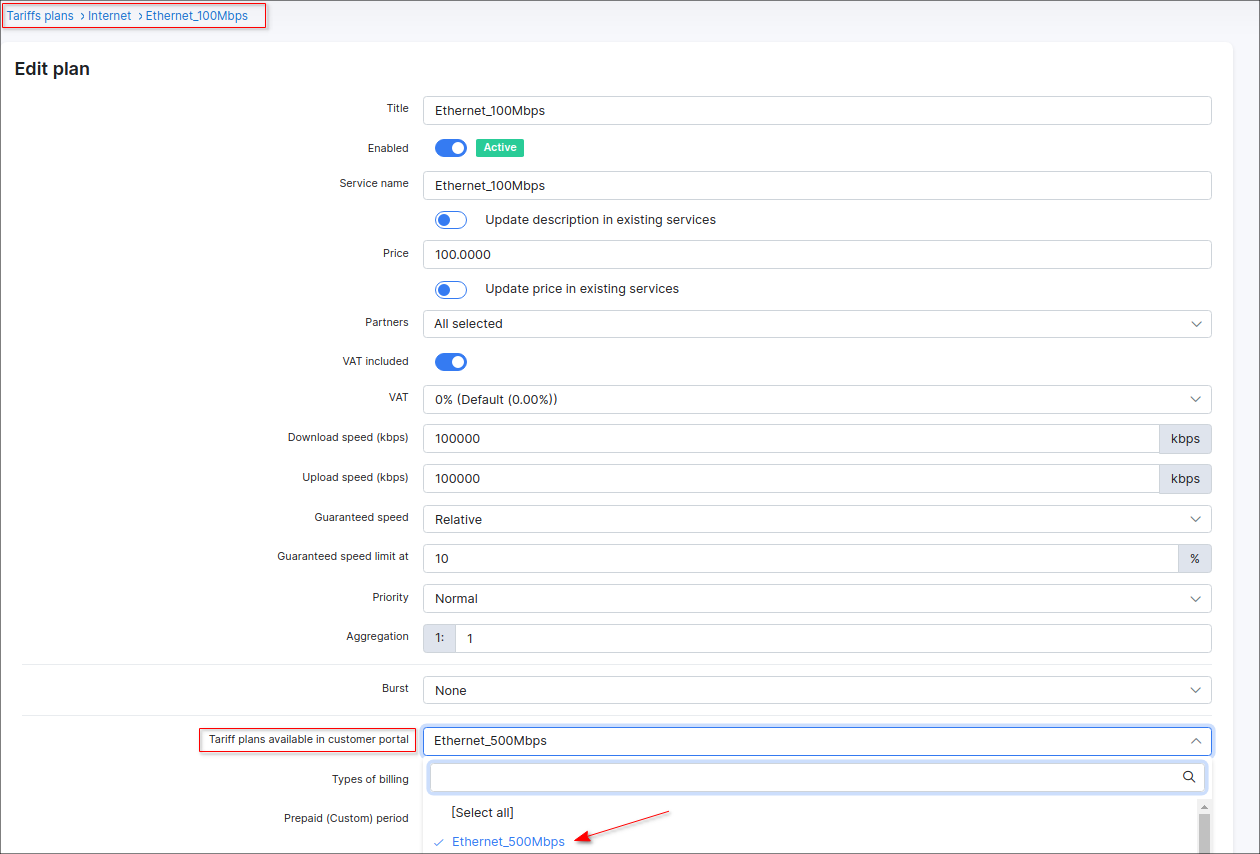 Tariffs plans › Internet › Ethernet_100Mbps
Edit plan
Title Ethernet_100Mbps
Enabled Active
Service name Ethernet_100Mbps
Update description in existing services
Price 100.0000
Update price in existing services
Partners All selected
VAT included
VAT 0% (Default (0.00%))
Download speed (kbps) 100000 kbps
Upload speed (kbps) 100000 kbps
Guaranteed speed Relative
Guaranteed speed limit at 10 %
Priority Normal
Aggregation 1: 1
Burst None
Tariff plans available in customer portal Ethernet_500Mbps
Types of billing
[Select all]
Prepaid (Custom) period
Ethernet_500Mbps